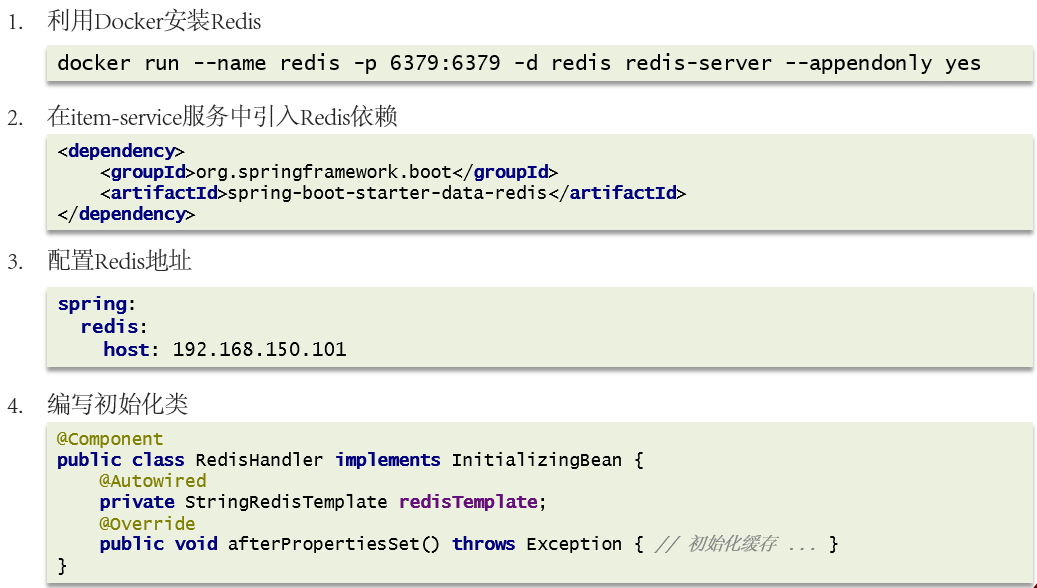 1. 利用Docker安装Redis
docker run --name redis -p 6379:6379 -d redis redis-server --appendonly yes
2. 在item-service服务中引入Redis依赖
<dependency>
    <groupId>org.springframework.boot</groupId>
    <artifactId>spring-boot-starter-data-redis</artifactId>
</dependency>
3. 配置Redis地址
spring:
  redis:
    host: 192.168.150.101
4. 编写初始化类
@Component
public class RedisHandler implements InitializingBean {
    @Autowired
    private StringRedisTemplate redisTemplate;
    @Override
    public void afterPropertiesSet() throws Exception { // 初始化缓存 ... }
}